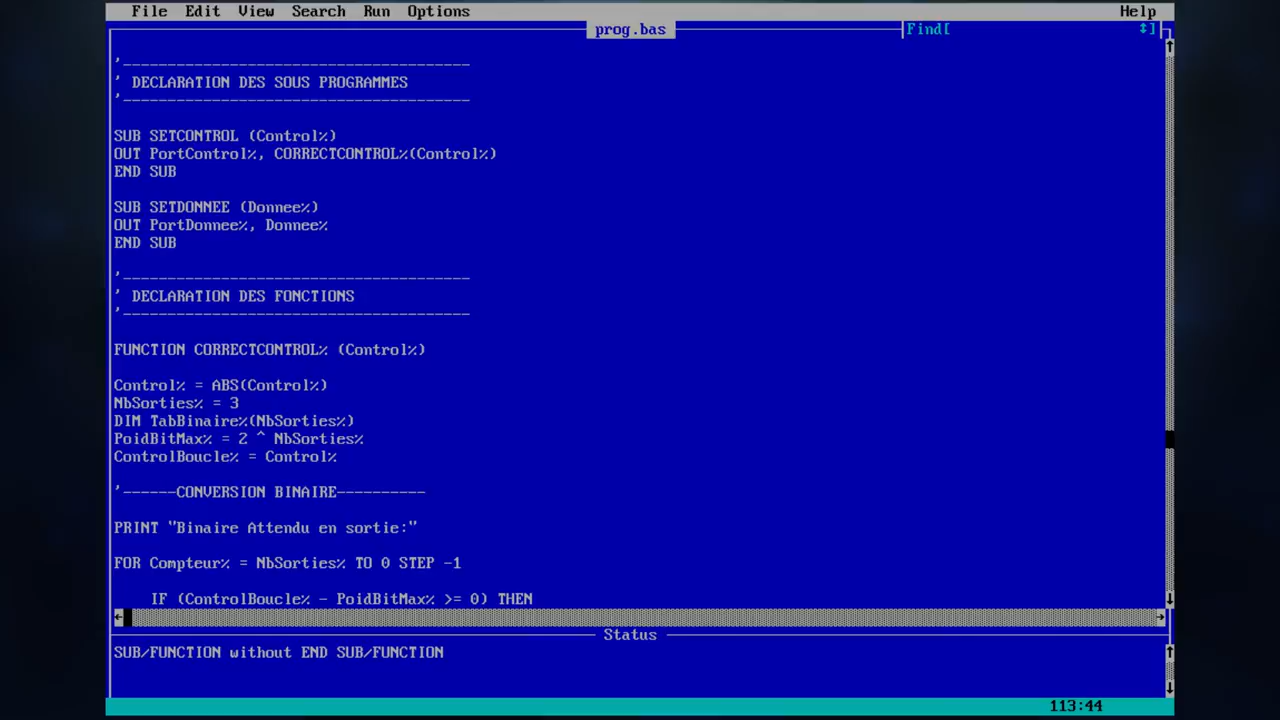 File Edit View Search Run Options Help
prog.bas Find[ ↕]
'---------------------------------------
' DECLARATION DES SOUS PROGRAMMES
'---------------------------------------
SUB SETCONTROL (Control%)
OUT PortControl%, CORRECTCONTROL%(Control%)
END SUB
SUB SETDONNEE (Donnee%)
OUT PortDonnee%, Donnee%
END SUB
'---------------------------------------
' DECLARATION DES FONCTIONS
'---------------------------------------
FUNCTION CORRECTCONTROL% (Control%)
Control% = ABS(Control%)
NbSorties% = 3
DIM TabBinaire%(NbSorties%)
PoidBitMax% = 2 ^ NbSorties%
ControlBoucle% = Control%
'------CONVERSION BINAIRE----------
PRINT "Binaire Attendu en sortie:"
FOR Compteur% = NbSorties% TO 0 STEP -1
IF (ControlBoucle% - PoidBitMax% >= 0) THEN
Status
SUB/FUNCTION without END SUB/FUNCTION
113:44